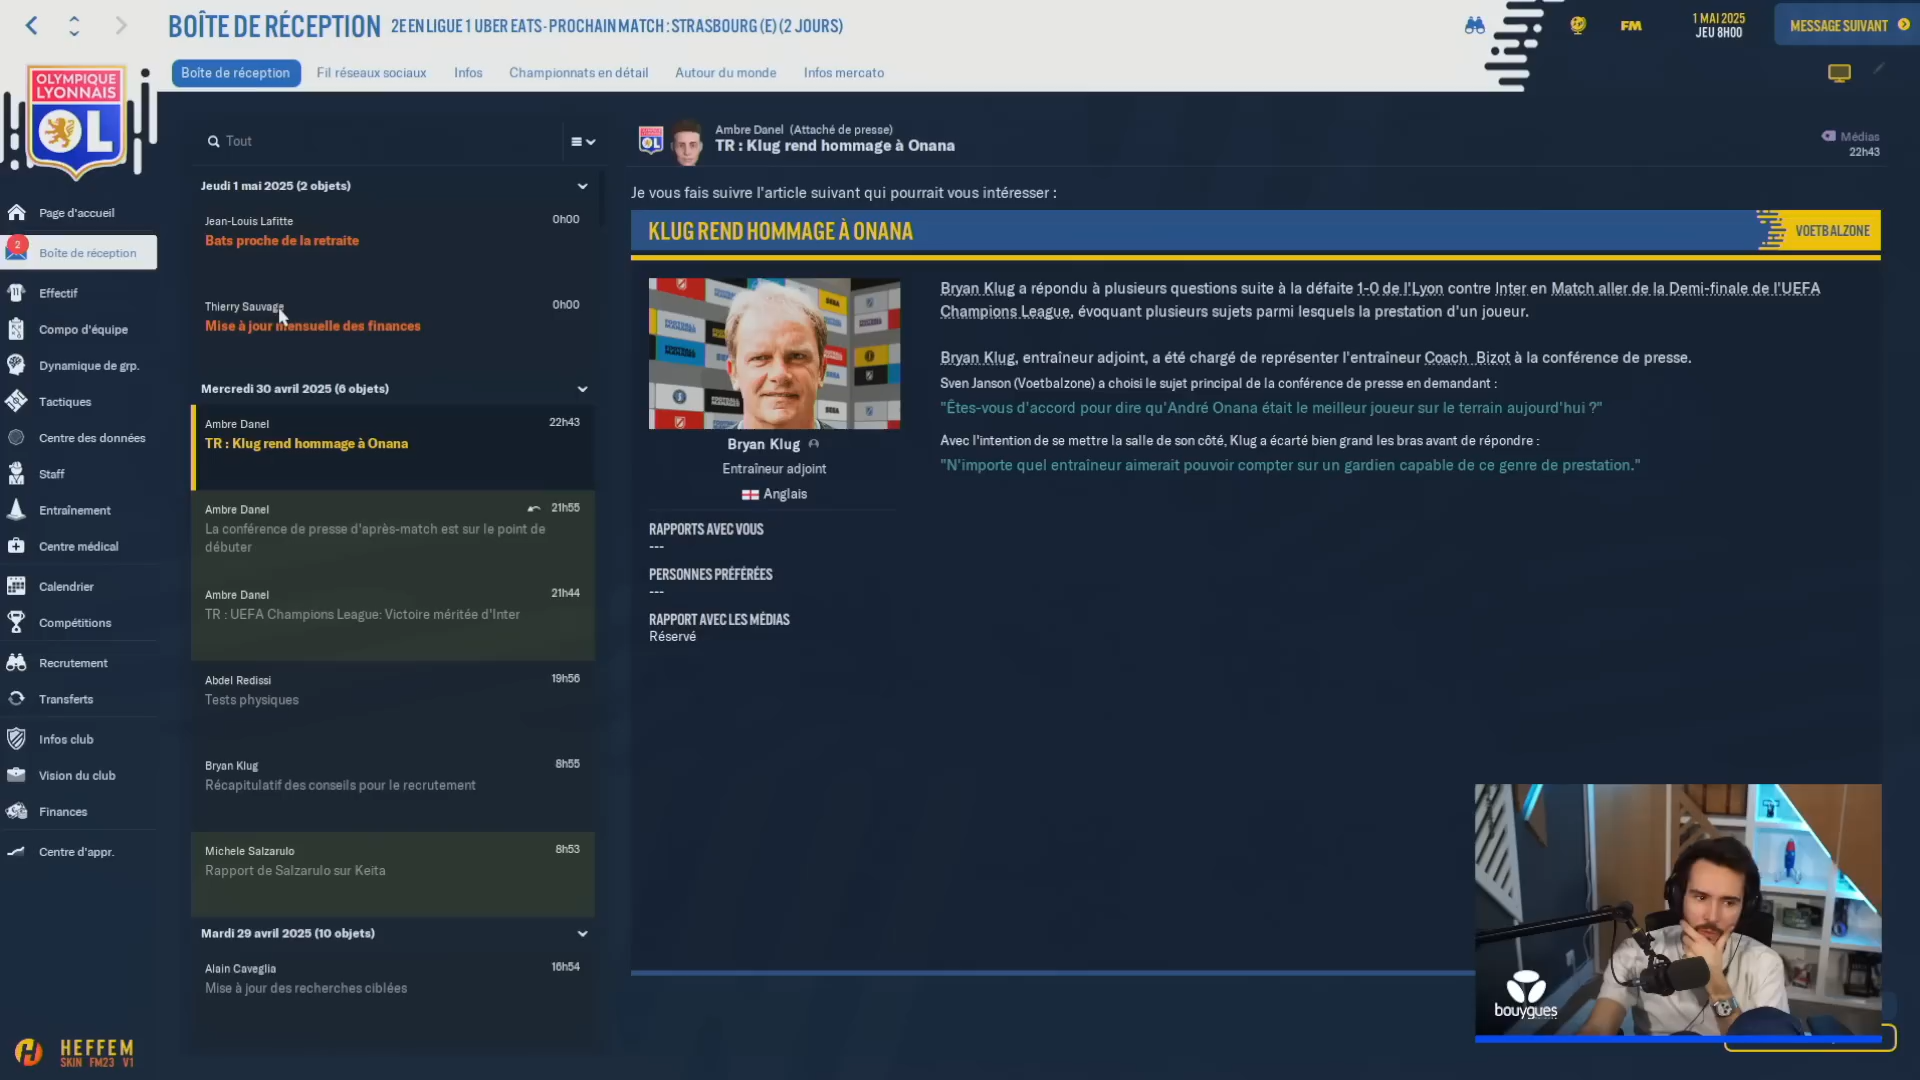 BOÎTE DE RÉCEPTION
2E EN LIGUE 1 UBER EATS - PROCHAIN MATCH : STRASBOURG (E) (2 JOURS)
FM
1 MAI 2025
JEU 8H00
MESSAGE SUIVANT
Boîte de réception
Fil réseaux sociaux
Infos
Championnats en détail
Autour du monde
Infos mercato
OLYMPIQUE
LYONNAIS
OL
Page d'accueil
2
Boîte de réception
Effectif
Compo d'équipe
Dynamique de grp.
Tactiques
Centre des données
Staff
Entraînement
Centre médical
Calendrier
Compétitions
Recrutement
Transferts
Infos club
Vision du club
Finances
Centre d'appr.
HEFFEM
SKIN FM23 V1
Tout
Jeudi 1 mai 2025 (2 objets)
Jean-Louis Lafitte
0h00
Bats proche de la retraite
Thierry Sauvage
0h00
Mise à jour mensuelle des finances
Mercredi 30 avril 2025 (6 objets)
Ambre Danel
22h43
TR : Klug rend hommage à Onana
Ambre Danel
21h55
La conférence de presse d'après-match est sur le point de
débuter
Ambre Danel
21h44
TR : UEFA Champions League: Victoire méritée d'Inter
Abdel Redissi
19h56
Tests physiques
Bryan Klug
8h55
Récapitulatif des conseils pour le recrutement
Michele Salzarulo
8h53
Rapport de Salzarulo sur Keita
Mardi 29 avril 2025 (10 objets)
Alain Caveglia
16h54
Mise à jour des recherches ciblées
Ambre Danel (Attaché de presse)
TR : Klug rend hommage à Onana
Médias
22h43
Je vous fais suivre l'article suivant qui pourrait vous intéresser :
KLUG REND HOMMAGE À ONANA
VOETBALZONE
Bryan Klug
Entraîneur adjoint
Anglais
RAPPORTS AVEC VOUS
---
PERSONNES PRÉFÉRÉES
---
RAPPORT AVEC LES MÉDIAS
Réservé
Bryan Klug a répondu à plusieurs questions suite à la défaite 1-0 de l'Lyon contre Inter en Match aller de la Demi-finale de l'UEFA
Champions League, évoquant plusieurs sujets parmi lesquels la prestation d'un joueur.
Bryan Klug, entraîneur adjoint, a été chargé de représenter l'entraîneur Coach Bizot à la conférence de presse.
Sven Janson (Voetbalzone) a choisi le sujet principal de la conférence de presse en demandant :
"Êtes-vous d'accord pour dire qu'André Onana était le meilleur joueur sur le terrain aujourd'hui ?"
Avec l'intention de se mettre la salle de son côté, Klug a écarté bien grand les bras avant de répondre :
"N'importe quel entraîneur aimerait pouvoir compter sur un gardien capable de ce genre de prestation."
bouygues